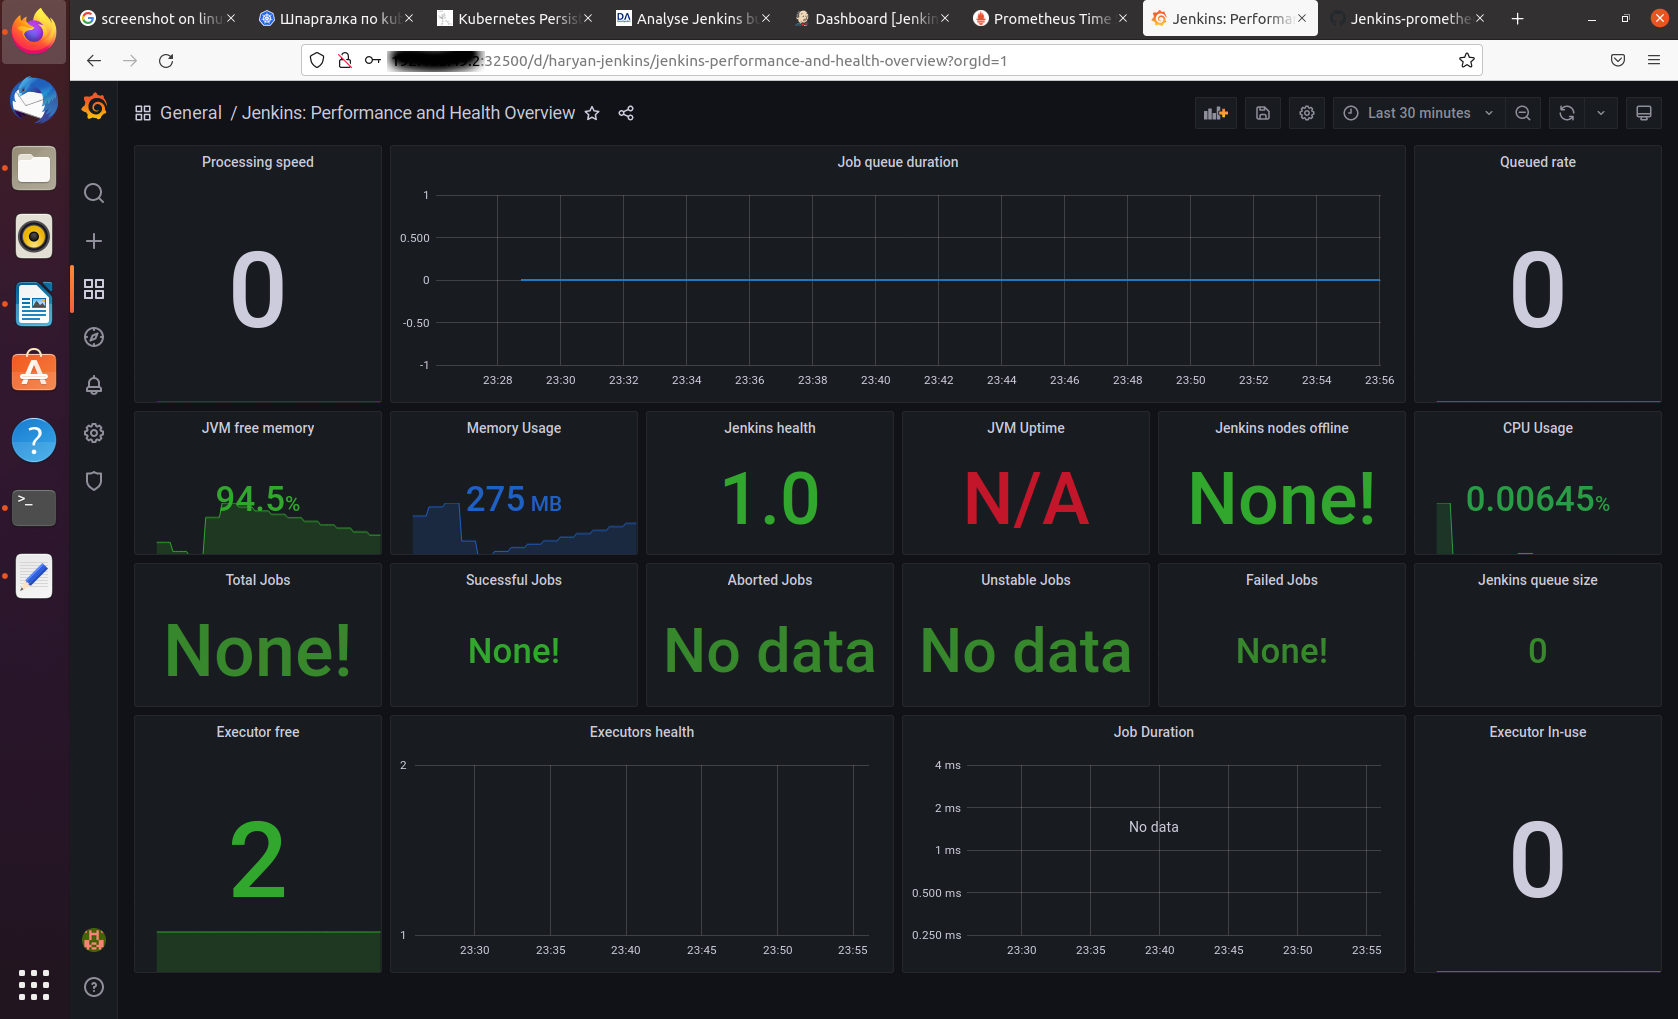 screenshot on linu
Шпаргалка по kub
Kubernetes Persis
Analyse Jenkins bu
Dashboard [Jenkin
Prometheus Time
Jenkins: Performa
Jenkins-promethe
:32500/d/haryan-jenkins/jenkins-performance-and-health-overview?orgId=1
General / Jenkins: Performance and Health Overview
Last 30 minutes
Processing speed
0
Job queue duration
1
0.500
0
-0.50
-1
23:28 23:30 23:32 23:34 23:36 23:38 23:40 23:42 23:44 23:46 23:48 23:50 23:52 23:54 23:56
Queued rate
0
JVM free memory
94.5%
Memory Usage
275 MB
Jenkins health
1.0
JVM Uptime
N/A
Jenkins nodes offline
None!
CPU Usage
0.00645%
Total Jobs
None!
Sucessful Jobs
None!
Aborted Jobs
No data
Unstable Jobs
No data
Failed Jobs
None!
Jenkins queue size
0
Executor free
2
Executors health
2
1
23:30 23:35 23:40 23:45 23:50 23:55
Job Duration
4 ms
2 ms
1 ms
0.500 ms
0.250 ms
No data
23:30 23:35 23:40 23:45 23:50 23:55
Executor In-use
0